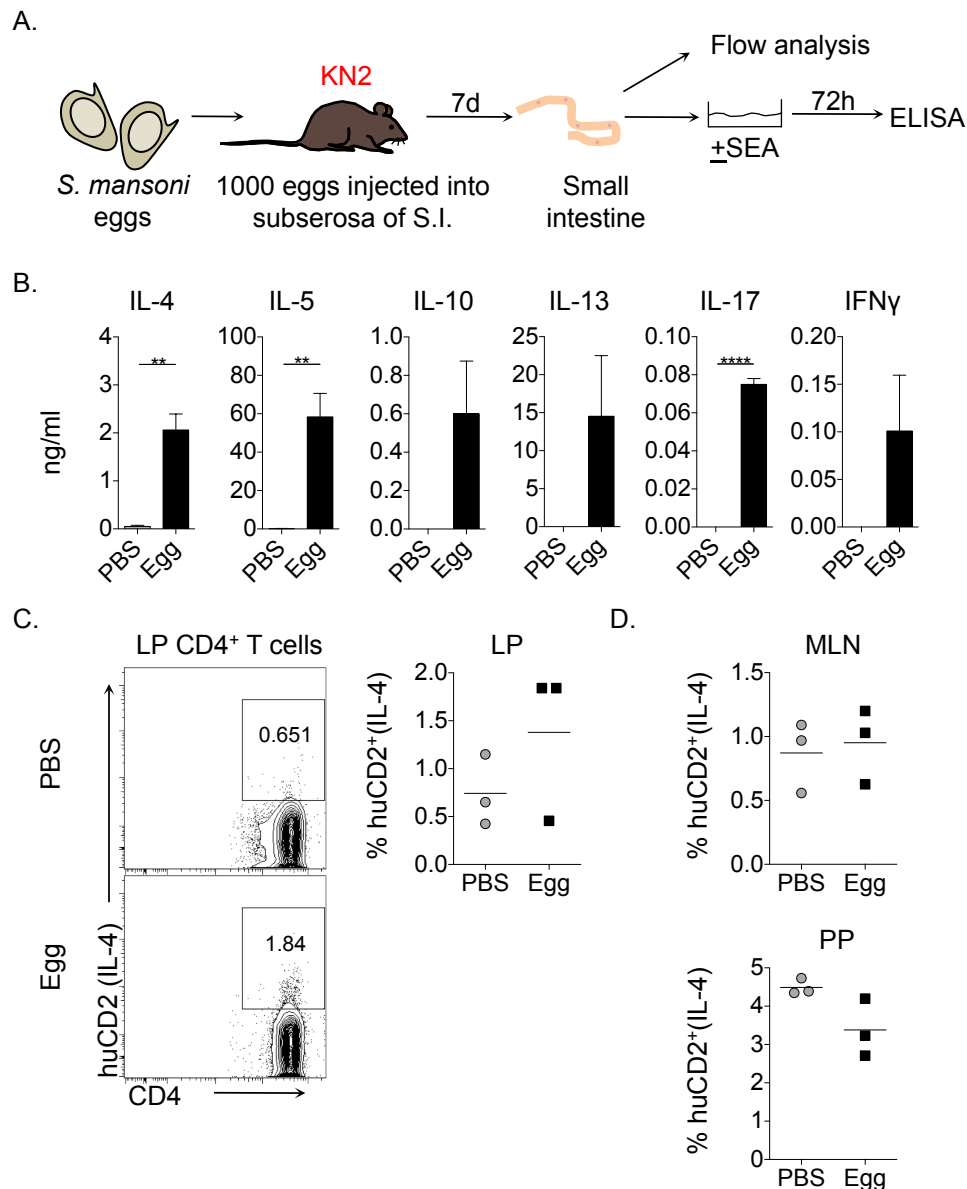 A.
KN2
7d
Flow analysis
72h
ELISA
+SEA
S. mansoni
eggs
1000 eggs injected into
subserosa of S.I.
Small
intestine
B.
IL-4
IL-5
IL-10
IL-13
IL-17
IFNγ
ng/ml
4
3
2
1
0
**
PBS
Egg
100
80
60
40
20
0
**
PBS
Egg
1.0
0.8
0.6
0.4
0.2
0.0
PBS
Egg
25
20
15
10
5
0
PBS
Egg
0.10
0.08
0.06
0.04
0.02
0.00
****
PBS
Egg
0.20
0.15
0.10
0.05
0.00
PBS
Egg
C.
LP CD4⁺ T cells
PBS
0.651
Egg
1.84
huCD2 (IL-4)
CD4
LP
% huCD2⁺(IL-4)
2.0
1.5
1.0
0.5
0.0
PBS
Egg
D.
MLN
% huCD2⁺(IL-4)
1.5
1.0
0.5
0.0
PBS
Egg
PP
% huCD2⁺(IL-4)
5
4
3
2
1
0
PBS
Egg